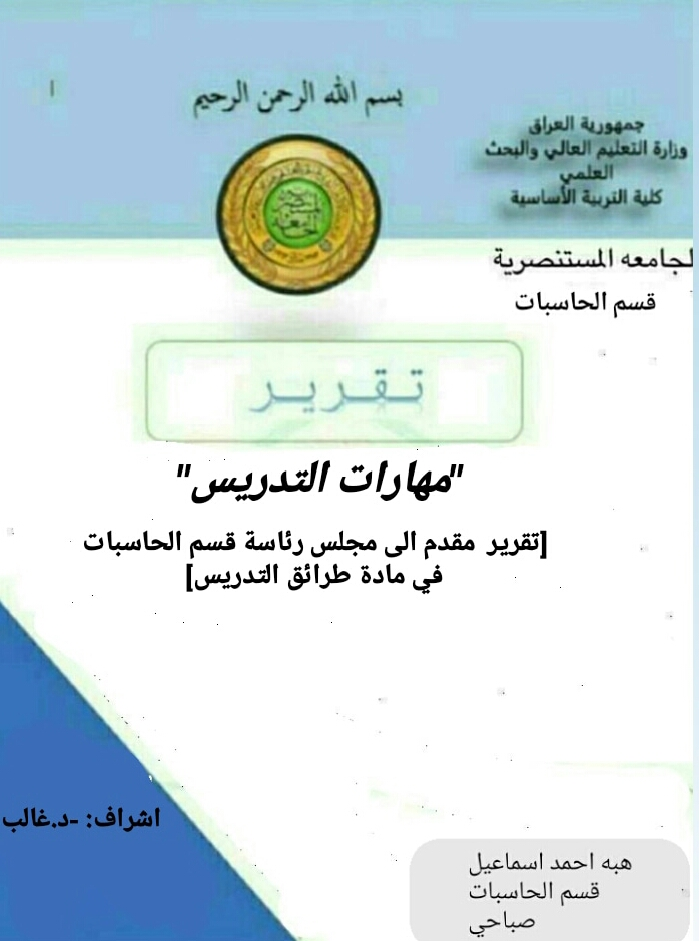 بسم الله الرحمن الرحيم
جمهورية العراق
وزارة التعليم العالي والبحث
العلمي
كلية التربية الأساسية
لجامعه المستنصرية
قسم الحاسبات
تقرير
"مهارات التدريس"
[تقرير مقدم الى مجلس رئاسة قسم الحاسبات
في مادة طرائق التدريس]
اشراف: -د.غالب
هبه احمد اسماعيل
قسم الحاسبات
صباحي